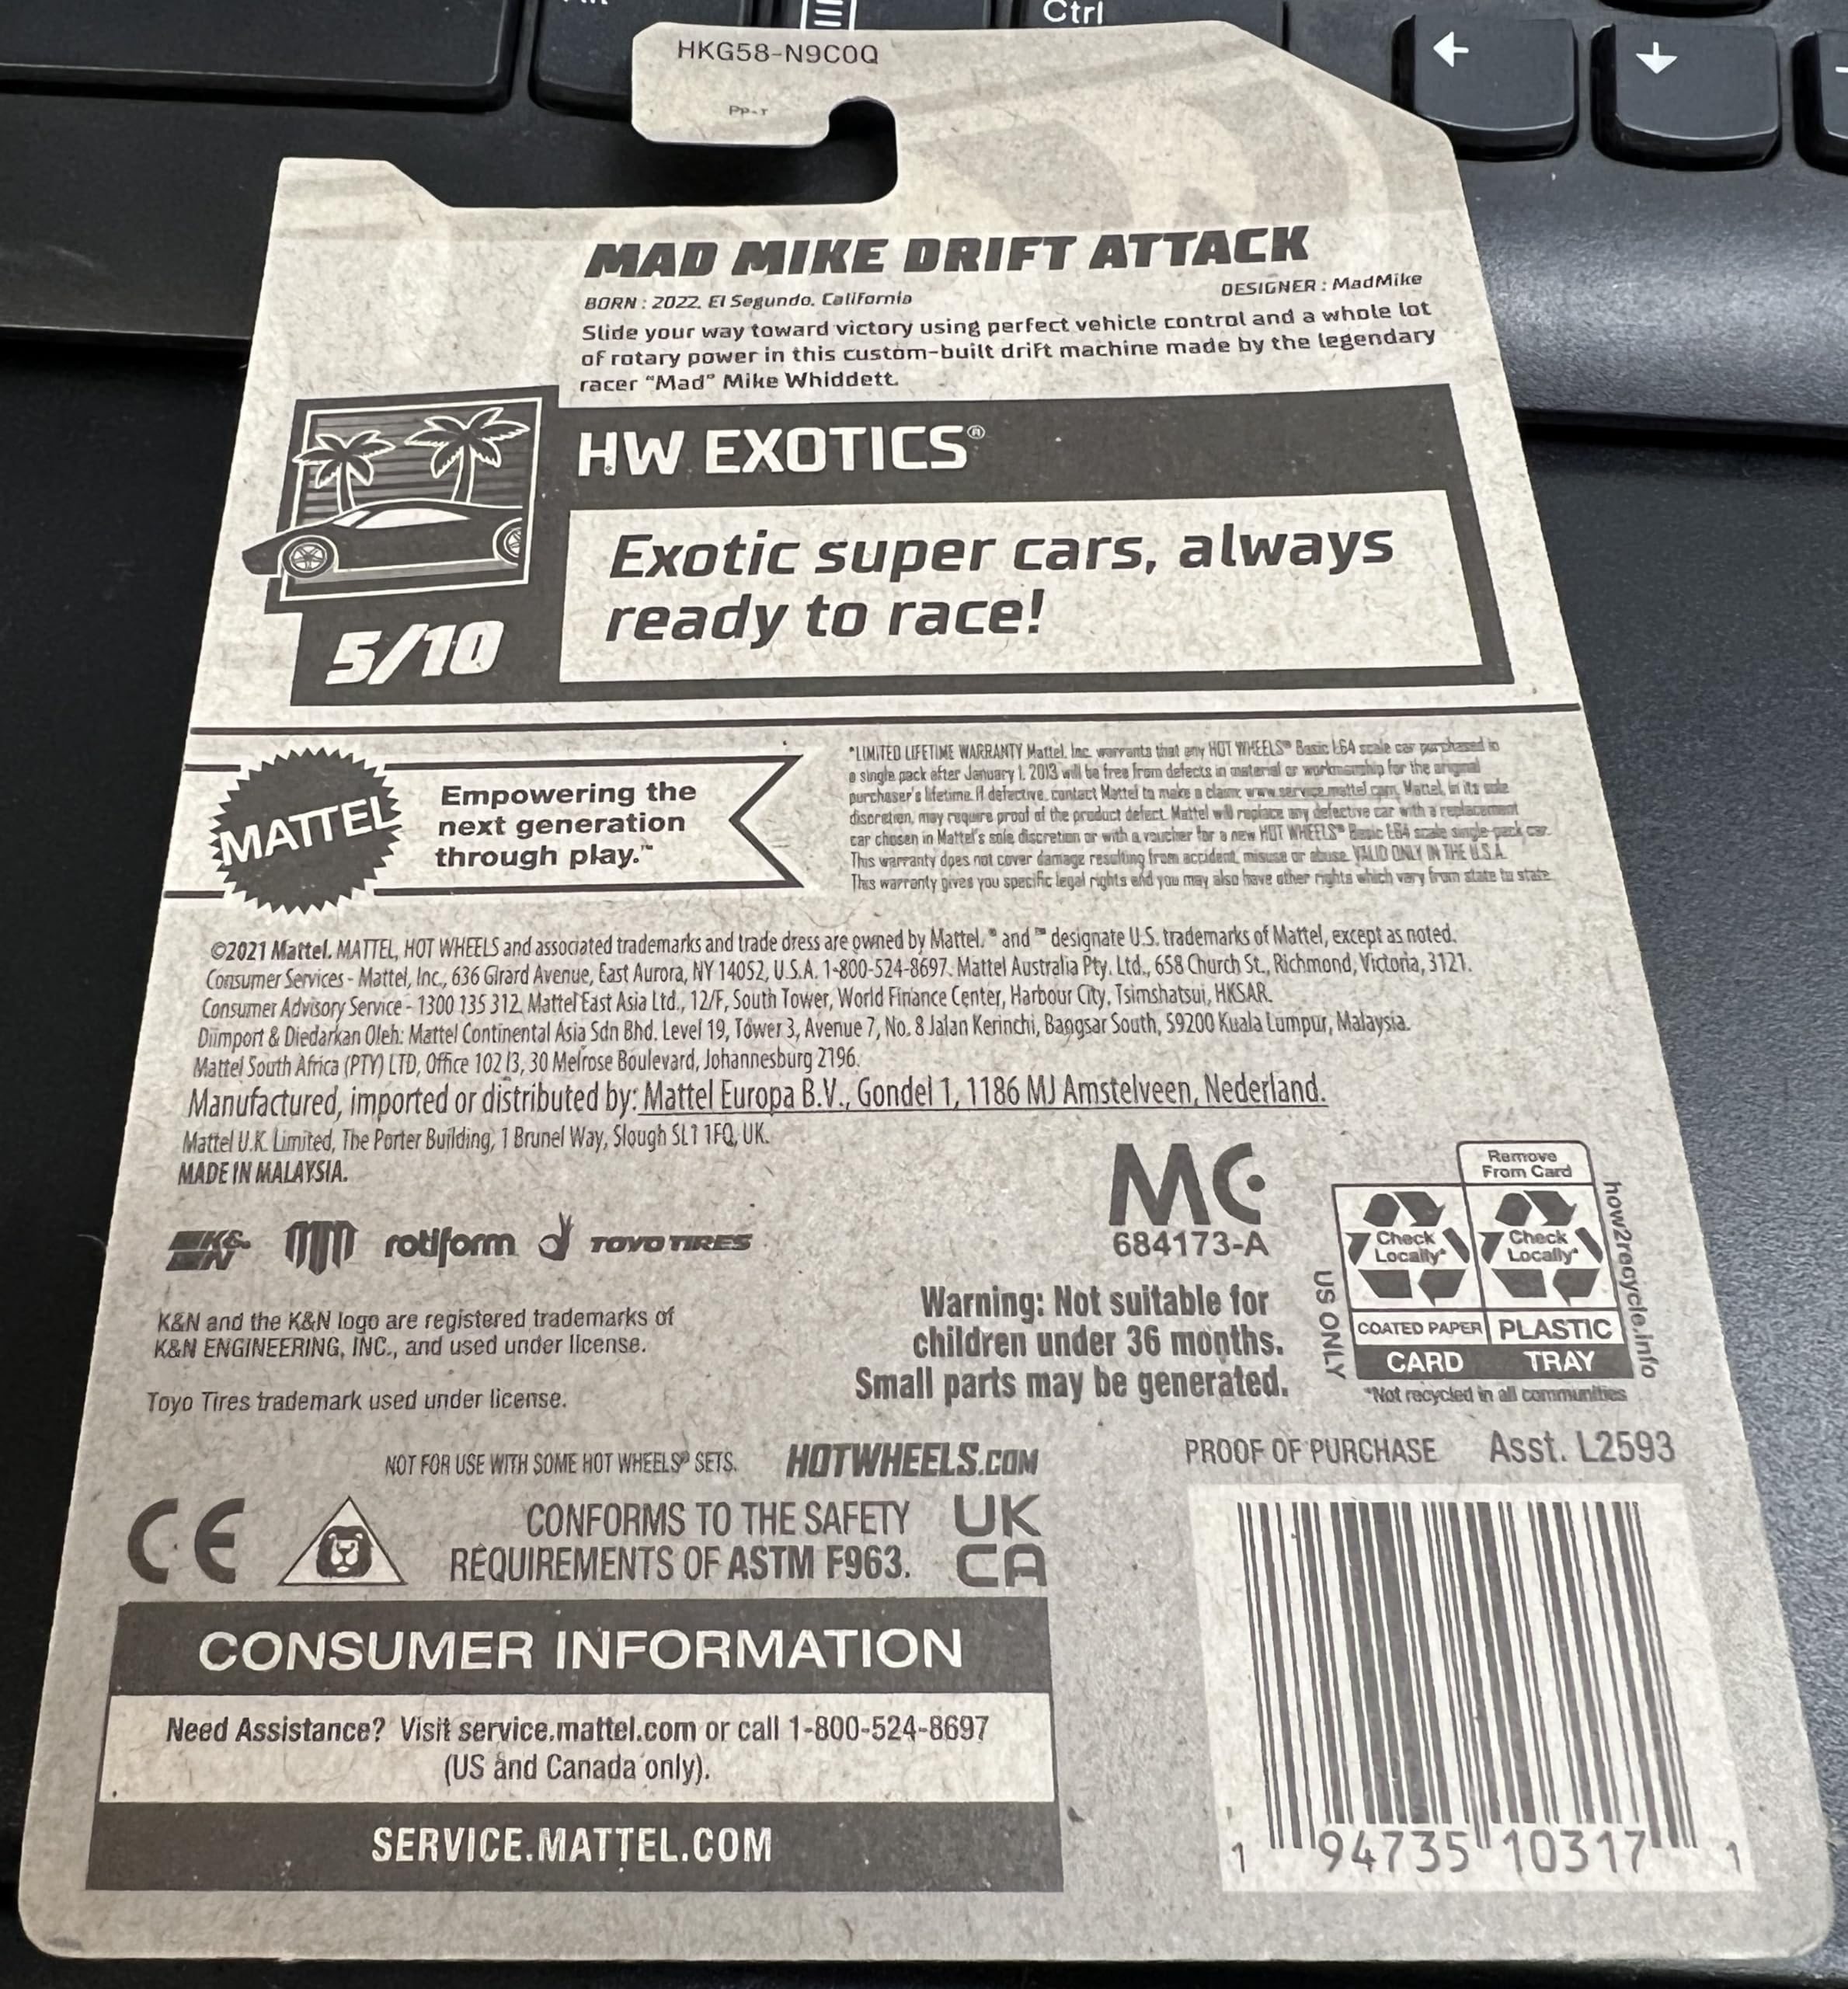 Ctrl
HKG58-N9C0Q
PP-T
MAD MIKE DRIFT ATTACK
BORN : 2022, El Segundo, California
DESIGNER : MadMike
Slide your way toward victory using perfect vehicle control and a whole lot
of rotary power in this custom-built drift machine made by the legendary
racer "Mad" Mike Whiddett.
HW EXOTICS®
Exotic super cars, always
ready to race!
5/10
MATTEL
Empowering the
next generation
through play.™
*LIMITED LIFETIME WARRANTY Mattel, Inc. warrants that any HOT WHEELS® Basic 1:64 scale car purchased in
a single pack after January 1, 2013 will be free from defects in material or workmanship for the original
purchaser's lifetime. If defective, contact Mattel to make a claim: www.service.mattel.com. Mattel, in its sole
discretion, may require proof of the product defect. Mattel will replace any defective car with a replacement
car chosen in Mattel's sole discretion or with a voucher for a new HOT WHEELS® Basic 1:64 scale single-pack car.
This warranty does not cover damage resulting from accident, misuse or abuse. VALID ONLY IN THE U.S.A.
This warranty gives you specific legal rights and you may also have other rights which vary from state to state.
©2021 Mattel. MATTEL, HOT WHEELS and associated trademarks and trade dress are owned by Mattel. ® and ™ designate U.S. trademarks of Mattel, except as noted.
Consumer Services - Mattel, Inc., 636 Girard Avenue, East Aurora, NY 14052, U.S.A. 1-800-524-8697. Mattel Australia Pty. Ltd., 658 Church St., Richmond, Victoria, 3121.
Consumer Advisory Service - 1300 135 312. Mattel East Asia Ltd., 12/F, South Tower, World Finance Center, Harbour City, Tsimshatsui, HKSAR.
Diimport & Diedarkan Oleh: Mattel Continental Asia Sdn Bhd. Level 19, Tower 3, Avenue 7, No. 8 Jalan Kerinchi, Bangsar South, 59200 Kuala Lumpur, Malaysia.
Mattel South Africa (PTY) LTD, Office 102 I3, 30 Melrose Boulevard, Johannesburg 2196.
Manufactured, imported or distributed by: Mattel Europa B.V., Gondel 1, 1186 MJ Amstelveen, Nederland.
Mattel U.K. Limited, The Porter Building, 1 Brunel Way, Slough SL1 1FQ, UK.
MADE IN MALAYSIA.
MC
684173-A
Remove
From Card
Check
Locally*
Check
Locally*
COATED PAPER
PLASTIC
CARD
TRAY
US ONLY
how2recycle.info
*Not recycled in all communities
K&N
rotiform
TOYO TIRES
K&N and the K&N logo are registered trademarks of
K&N ENGINEERING, INC., and used under license.
Toyo Tires trademark used under license.
Warning: Not suitable for
children under 36 months.
Small parts may be generated.
NOT FOR USE WITH SOME HOT WHEELS® SETS.
HOTWHEELS.COM
PROOF OF PURCHASE
Asst. L2593
CE
CONFORMS TO THE SAFETY
REQUIREMENTS OF ASTM F963.
UK
CA
CONSUMER INFORMATION
Need Assistance? Visit service.mattel.com or call 1-800-524-8697
(US and Canada only).
SERVICE.MATTEL.COM
1 94735 10317 1